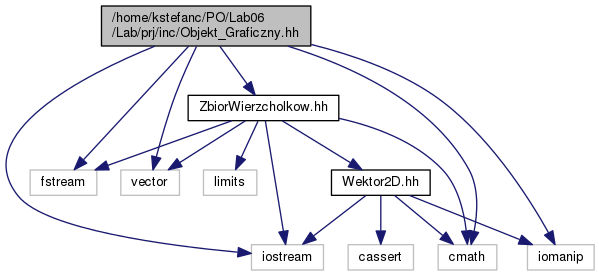 /home/kstefanc/PO/Lab06
/Lab/prj/inc/Objekt_Graficzny.hh
ZbiorWierzcholkow.hh
fstream
vector
limits
Wektor2D.hh
iostream
cassert
cmath
iomanip